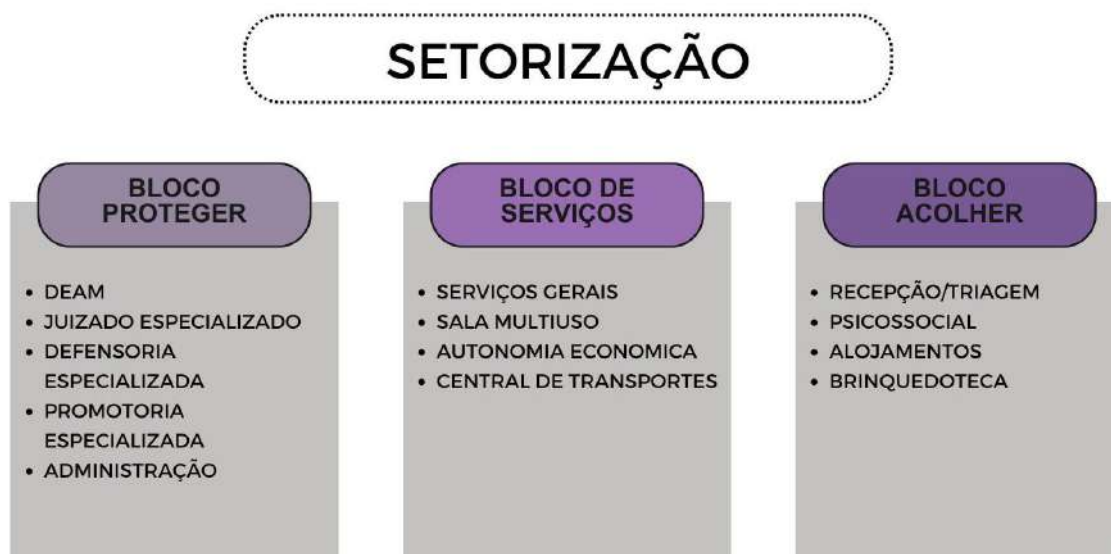 SETORIZAÇÃO
BLOCO
PROTEGER
• DEAM
• JUIZADO ESPECIALIZADO
• DEFENSORIA
ESPECIALIZADA
• PROMOTORIA
ESPECIALIZADA
• ADMINISTRAÇÃO
BLOCO DE
SERVIÇOS
• SERVIÇOS GERAIS
• SALA MULTIUSO
• AUTONOMIA ECONOMICA
• CENTRAL DE TRANSPORTES
BLOCO
ACOLHER
• RECEPÇÃO/TRIAGEM
• PSICOSSOCIAL
• ALOJAMENTOS
• BRINQUEDOTECA